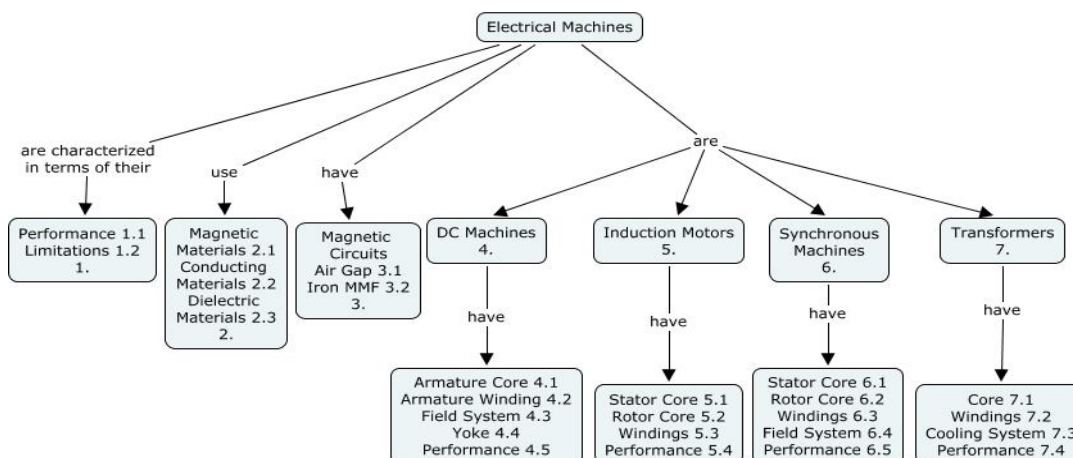 Electrical Machines
are characterized
in terms of their
use
have
are
Performance 1.1
Limitations 1.2
1.
Magnetic
Materials 2.1
Conducting
Materials 2.2
Dielectric
Materials 2.3
2.
Magnetic
Circuits
Air Gap 3.1
Iron MMF 3.2
3.
DC Machines
4.
Induction Motors
5.
Synchronous
Machines
6.
Transformers
7.
have
have
have
have
Armature Core 4.1
Armature Winding 4.2
Field System 4.3
Yoke 4.4
Performance 4.5
Stator Core 5.1
Rotor Core 5.2
Windings 5.3
Performance 5.4
Stator Core 6.1
Rotor Core 6.2
Windings 6.3
Field System 6.4
Performance 6.5
Core 7.1
Windings 7.2
Cooling System 7.3
Performance 7.4